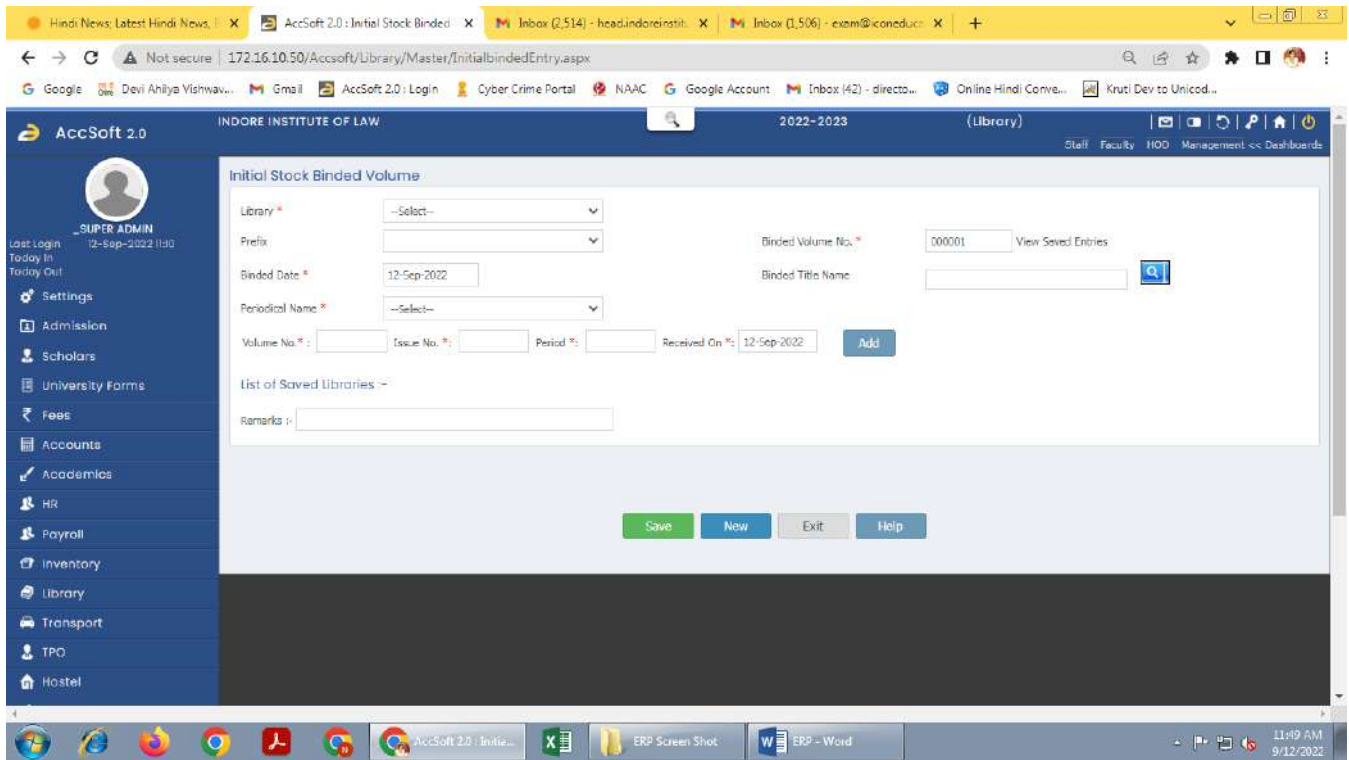 Hindi News; Latest Hindi News,
AccSoft 2.0 : Initial Stock Binded
Inbox (2,514) - head.indoreinstit
Inbox (1,506) - exam@iconeduc
Not secure
172.16.10.50/Accsoft/Library/Master/InitialbindedEntry.aspx
Google
Devi Ahilya Vishwav...
Gmail
AccSoft 2.0 : Login
Cyber Crime Portal
NAAC
Google Account
Inbox (42) - directo...
Online Hindi Conve...
Kruti Dev to Unicod...
AccSoft 2.0
INDORE INSTITUTE OF LAW
2022-2023
(Library)
Staff Faculty HOD Management << Dashboards
_SUPER ADMIN
Last Login 12-Sep-2022 11:10
Today In
Today Out
Settings
Admission
Scholars
University Forms
Fees
Accounts
Academics
HR
Payroll
Inventory
Library
Transport
TPO
Hostel
Initial Stock Binded Volume
Library * --Select--
Prefix
Binded Volume No. * 000001 View Saved Entries
Binded Date * 12-Sep-2022
Binded Title Name
Periodical Name * --Select--
Volume No.* : Issue No. *: Period *: Received On *: 12-Sep-2022 Add
List of Saved Libraries :-
Remarks :-
Save New Exit Help
AccSoft 2.0 : Initia...
ERP Screen Shot
ERP - Word
11:49 AM
9/12/2022